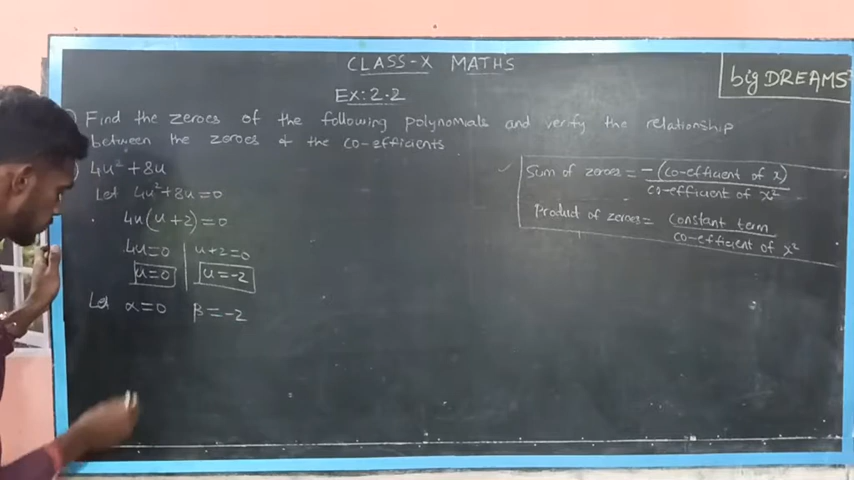 CLASS-X MATHS
big DREAMS
EX: 2.2
Find the zeroes of the following polynomials and verify the relationship
between the zeroes & the co-efficients
4u² + 8u
Let 4u² + 8u = 0
4u(u+2) = 0
4u=0 | u+2=0
u=0 | u=-2
Let α=0 β=-2
Sum of zeroes = -(co-efficient of x) / co-efficient of x²
Product of zeroes = constant term / co-efficient of x²